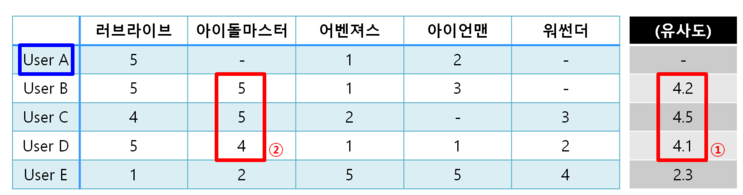 러브라이브 아이돌마스터 어벤져스 아이언맨 워썬더 (유사도)
User A 5 - 1 2 - -
User B 5 5 1 3 - 4.2
User C 4 5 2 - 3 4.5
User D 5 4 ② 1 1 2 4.1 ①
User E 1 2 5 5 4 2.3